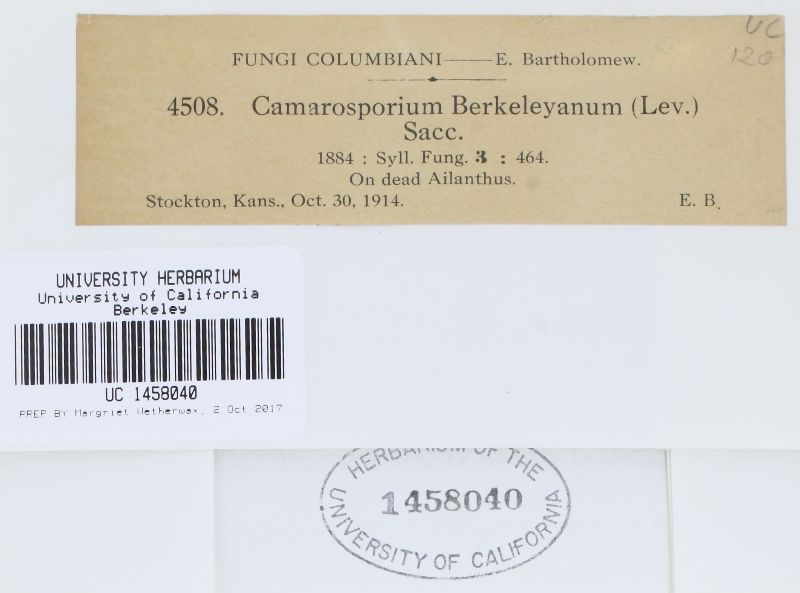 UC
120
FUNGI COLUMBIANI——E. Bartholomew.
4508. Camarosporium Berkeleyanum (Lev.)
Sacc.
1884 : Syll. Fung. 3 : 464.
On dead Ailanthus.
Stockton, Kans., Oct. 30, 1914. E. B.
UNIVERSITY HERBARIUM
University of California
Berkeley
UC 1458040
PREP BY Margriet Wetherwax, 2 Oct 2017
HERBARIUM OF THE
1458040
UNIVERSITY OF CALIFORNIA